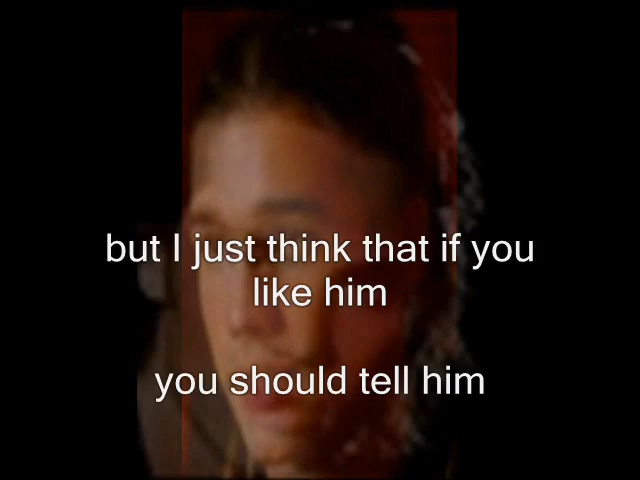 but I just think that if you
like him
you should tell him